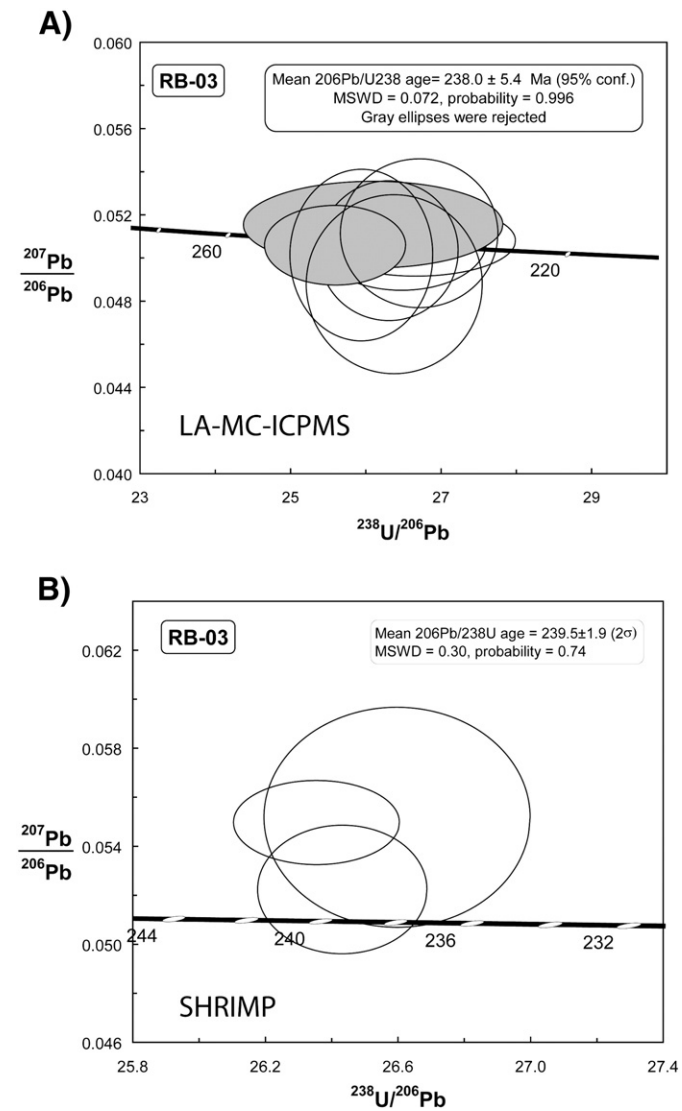 A)
0.060
RB-03
Mean 206Pb/U238 age= 238.0 ± 5.4 Ma (95% conf.)
MSWD = 0.072, probability = 0.996
Gray ellipses were rejected
0.056
0.052
260
220
207Pb
206Pb
0.048
0.044
LA-MC-ICPMS
0.040
23 25 27 29
238U/206Pb
B)
RB-03
Mean 206Pb/238U age = 239.5±1.9 (2σ)
MSWD = 0.30, probability = 0.74
0.062
0.058
207Pb
206Pb
0.054
0.050
244 240 236 232
SHRIMP
0.046
25.8 26.2 26.6 27.0 27.4
238U/206Pb